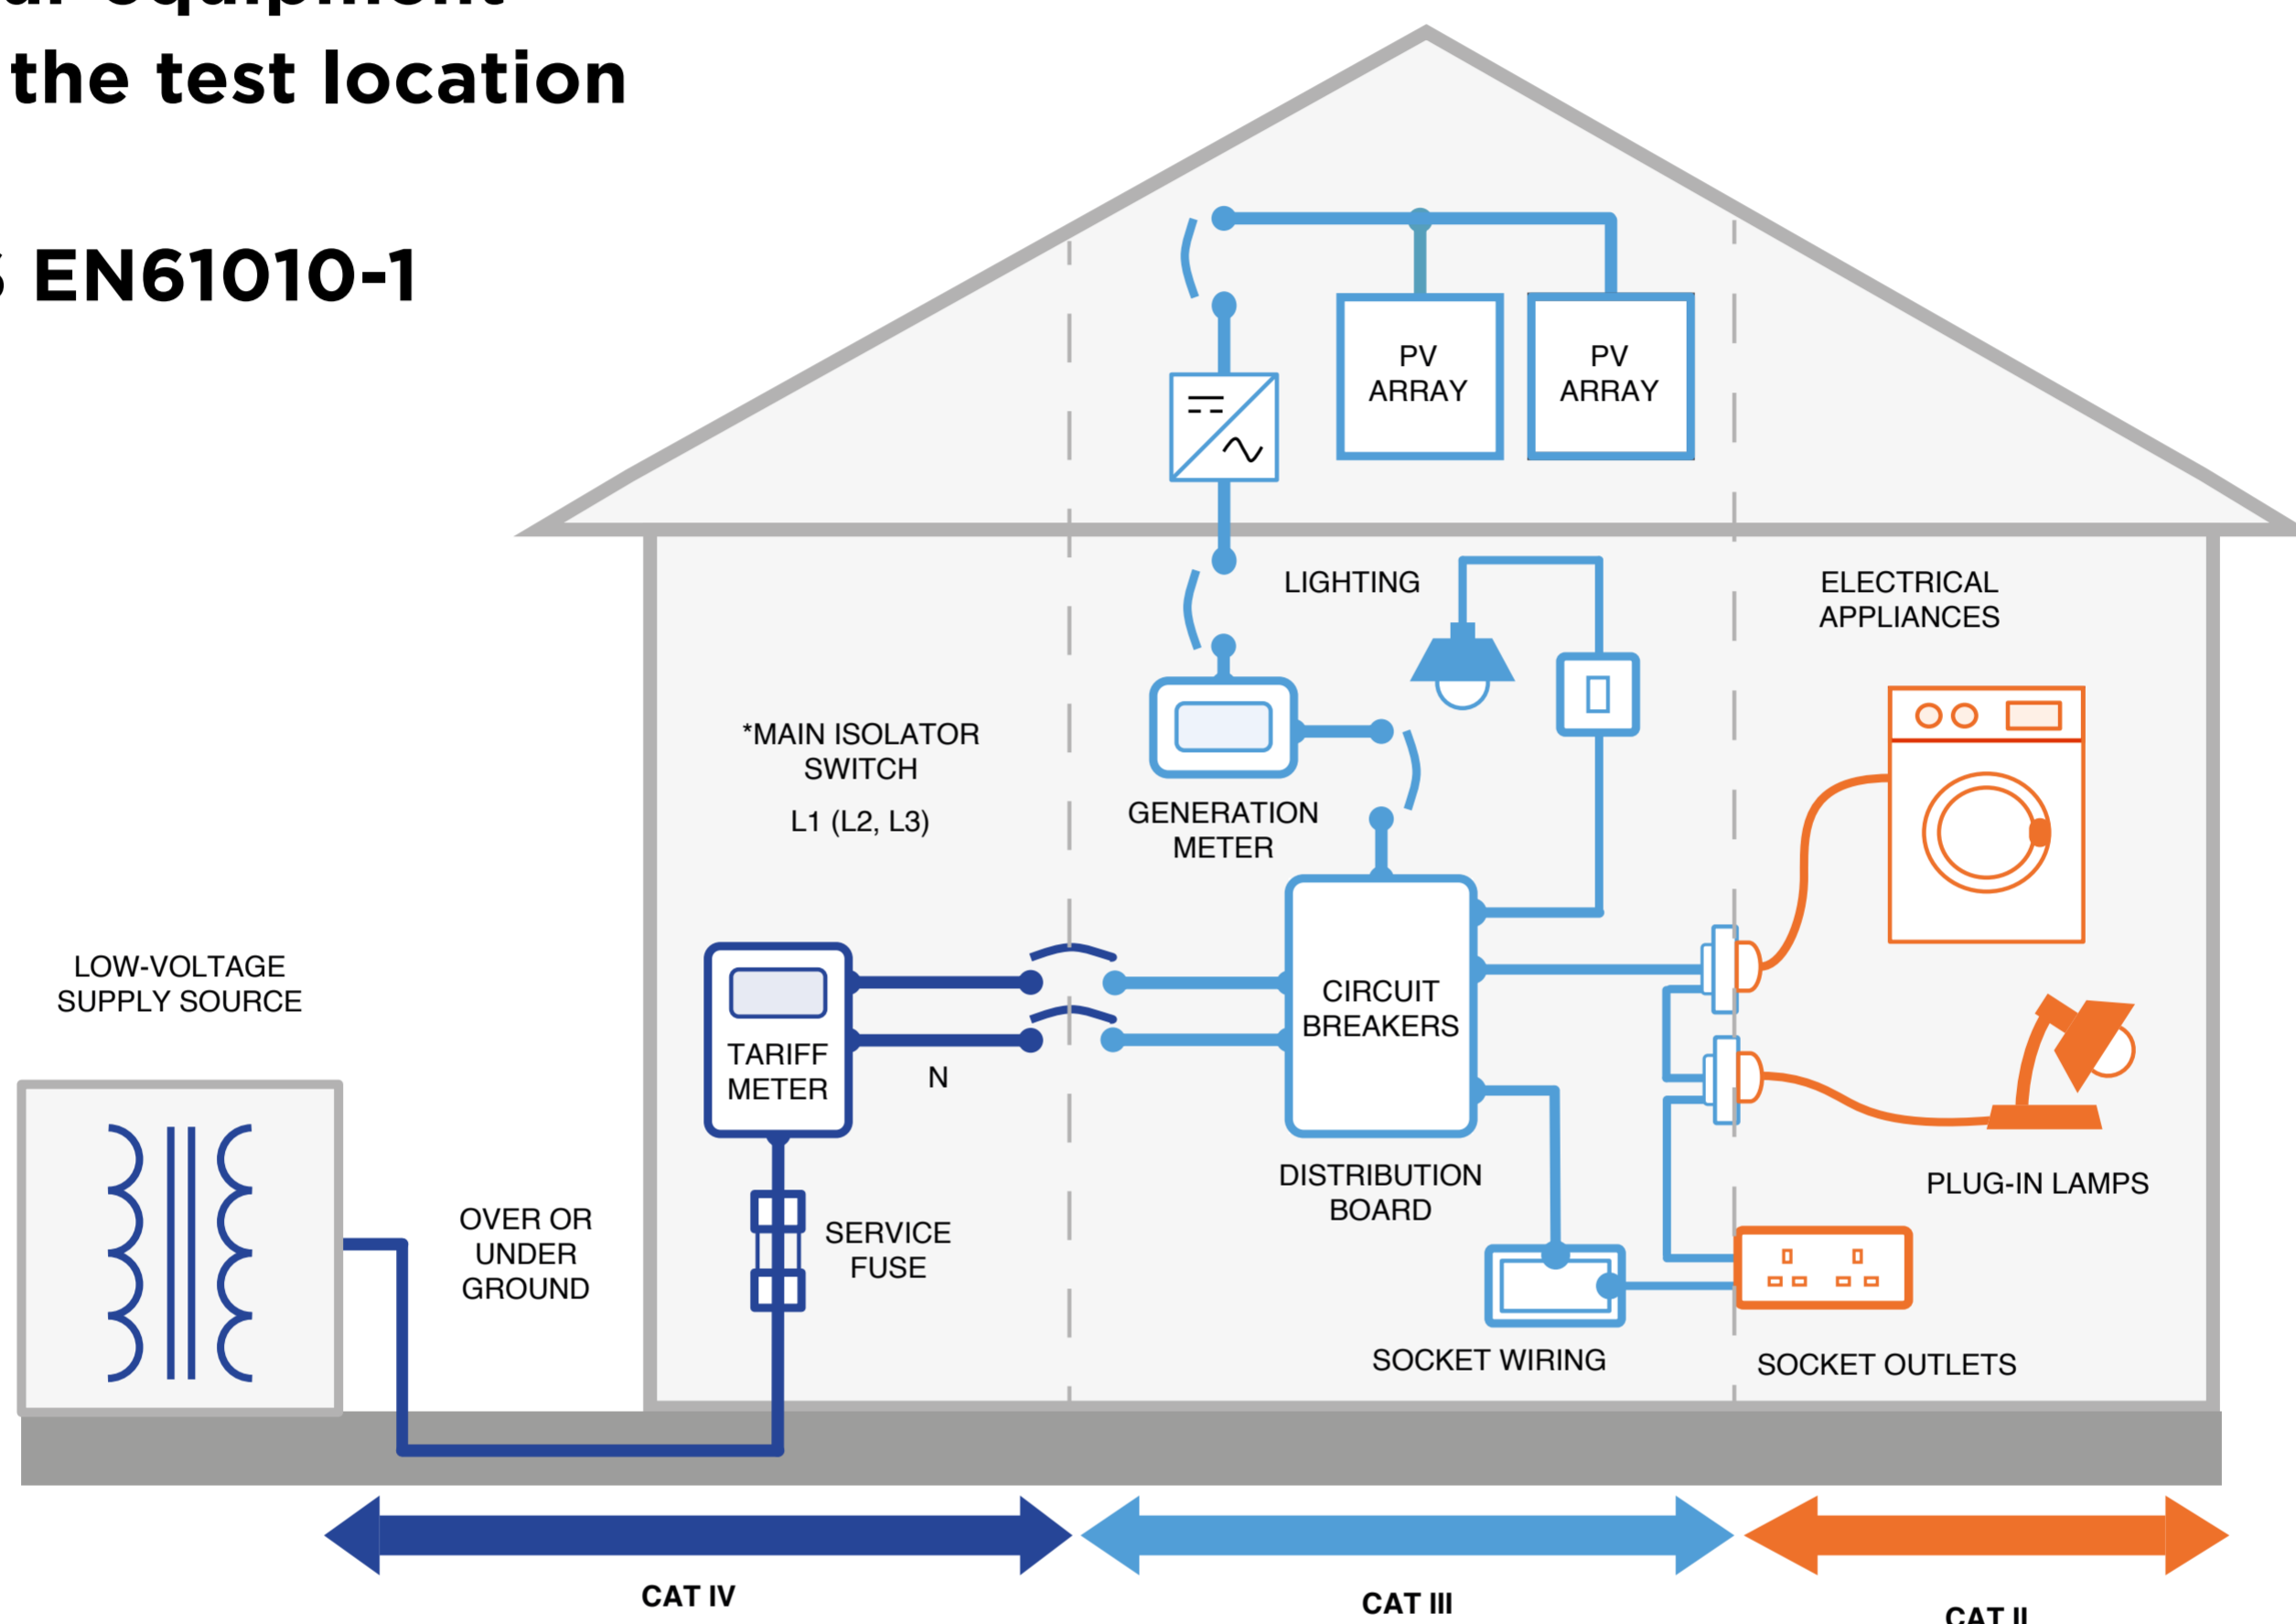 the test location
EN61010-1
PV
ARRAY
PV
ARRAY
LIGHTING
ELECTRICAL
APPLIANCES
*MAIN ISOLATOR
SWITCH
L1 (L2, L3)
GENERATION
METER
LOW-VOLTAGE
SUPPLY SOURCE
CIRCUIT
BREAKERS
TARIFF
METER
N
DISTRIBUTION
BOARD
PLUG-IN LAMPS
OVER OR
UNDER
GROUND
SERVICE
FUSE
SOCKET WIRING
SOCKET OUTLETS
CAT IV
CAT III
CAT II